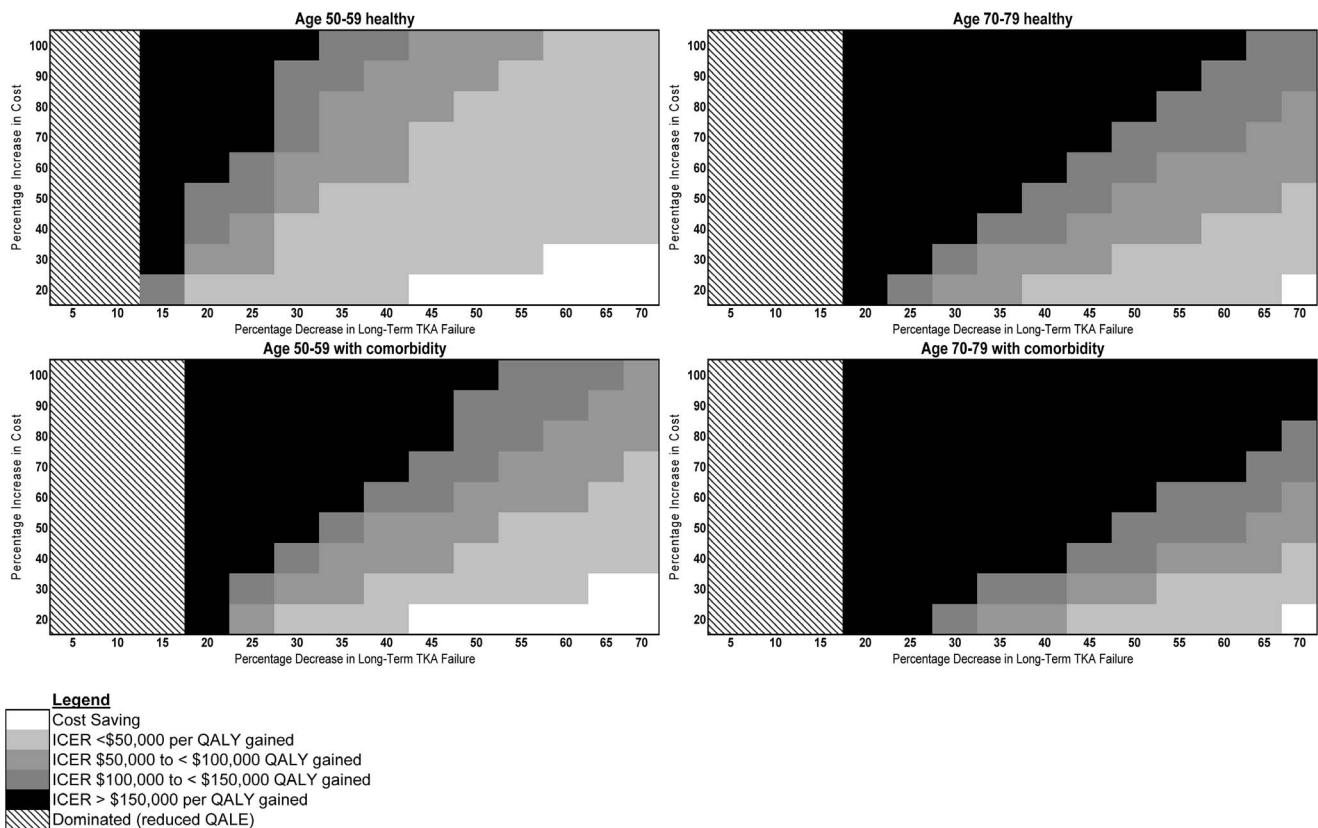 Age 50-59 healthy
Percentage Increase in Cost
100
90
80
70
60
50
40
30
20
5 10 15 20 25 30 35 40 45 50 55 60 65 70
Percentage Decrease in Long-Term TKA Failure
Age 70-79 healthy
Percentage Increase in Cost
100
90
80
70
60
50
40
30
20
5 10 15 20 25 30 35 40 45 50 55 60 65 70
Percentage Decrease in Long-Term TKA Failure
Age 50-59 with comorbidity
Percentage Increase in Cost
100
90
80
70
60
50
40
30
20
5 10 15 20 25 30 35 40 45 50 55 60 65 70
Percentage Decrease in Long-Term TKA Failure
Age 70-79 with comorbidity
Percentage Increase in Cost
100
90
80
70
60
50
40
30
20
5 10 15 20 25 30 35 40 45 50 55 60 65 70
Percentage Decrease in Long-Term TKA Failure
Legend
Cost Saving
ICER <$50,000 per QALY gained
ICER $50,000 to < $100,000 QALY gained
ICER $100,000 to < $150,000 QALY gained
ICER > $150,000 per QALY gained
Dominated (reduced QALE)